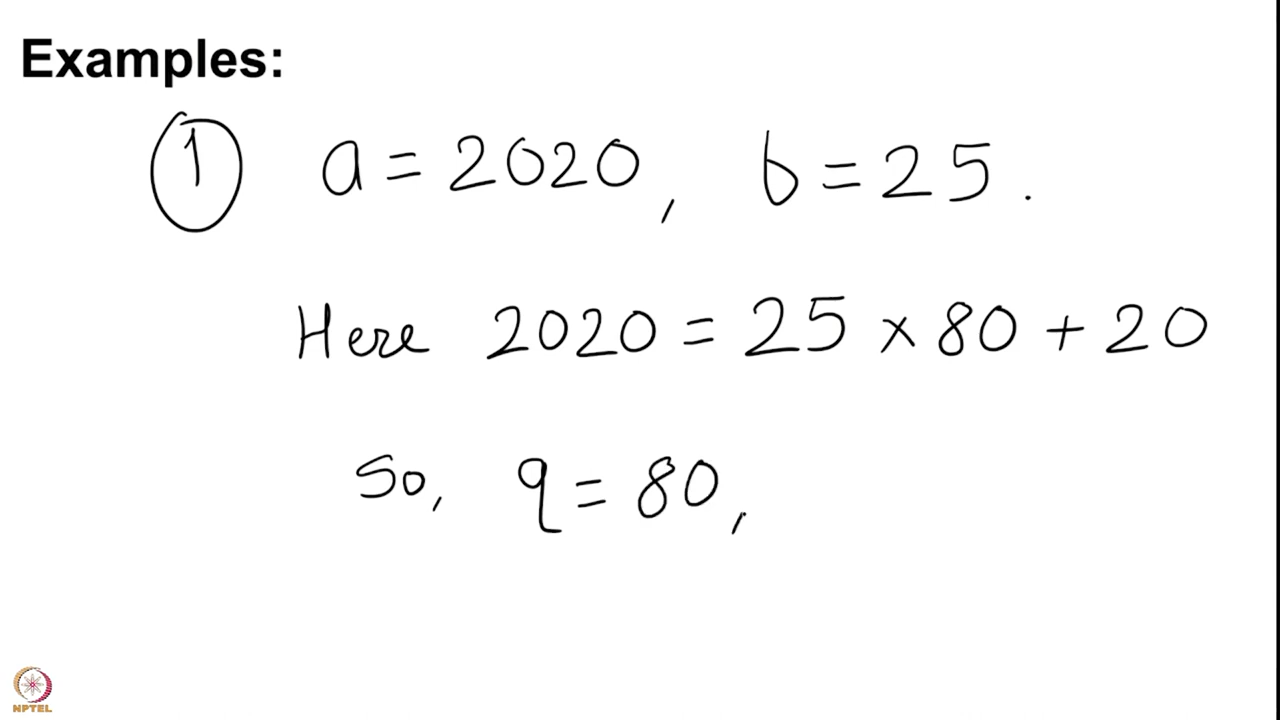 Examples:
① a = 2020, b = 25.
Here 2020 = 25 × 80 + 20
So, q = 80,
NPTEL